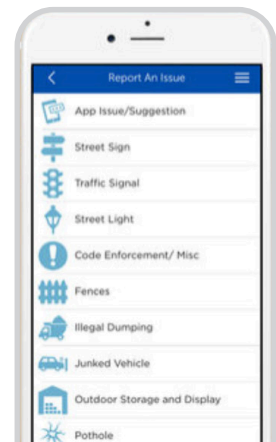 Report An Issue
App Issue/Suggestion
Street Sign
Traffic Signal
Street Light
Code Enforcement/ Misc
Fences
Illegal Dumping
Junked Vehicle
Outdoor Storage and Display
Pothole